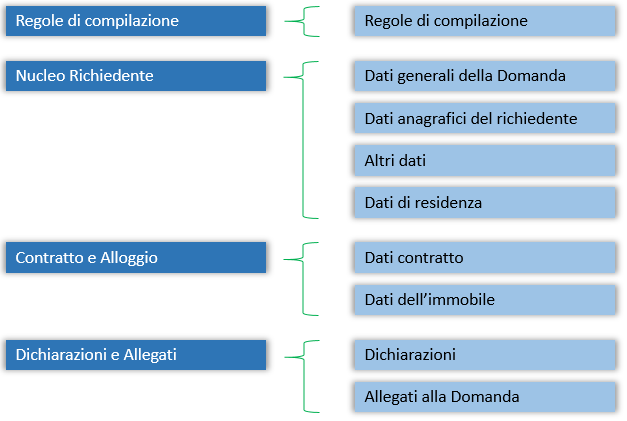 Regole di compilazione
Regole di compilazione
Nucleo Richiedente
Dati generali della Domanda
Dati anagrafici del richiedente
Altri dati
Dati di residenza
Contratto e Alloggio
Dati contratto
Dati dell’immobile
Dichiarazioni e Allegati
Dichiarazioni
Allegati alla Domanda